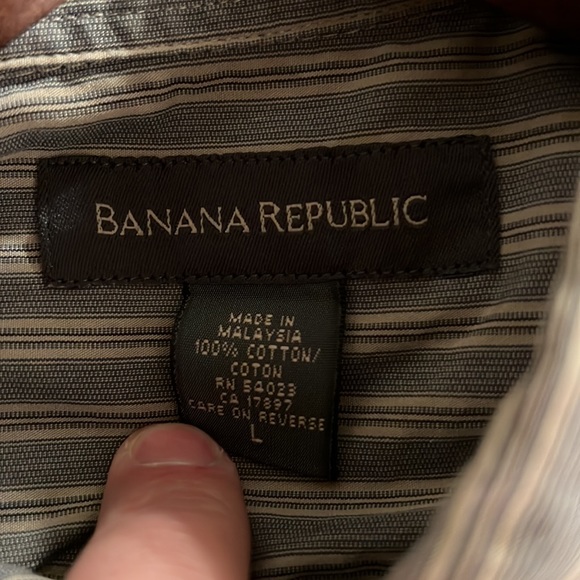 BANANA REPUBLIC
MADE IN
MALAYSIA
100% COTTON/
COTON
RN 54023
CA 17897
CARE ON REVERSE
L